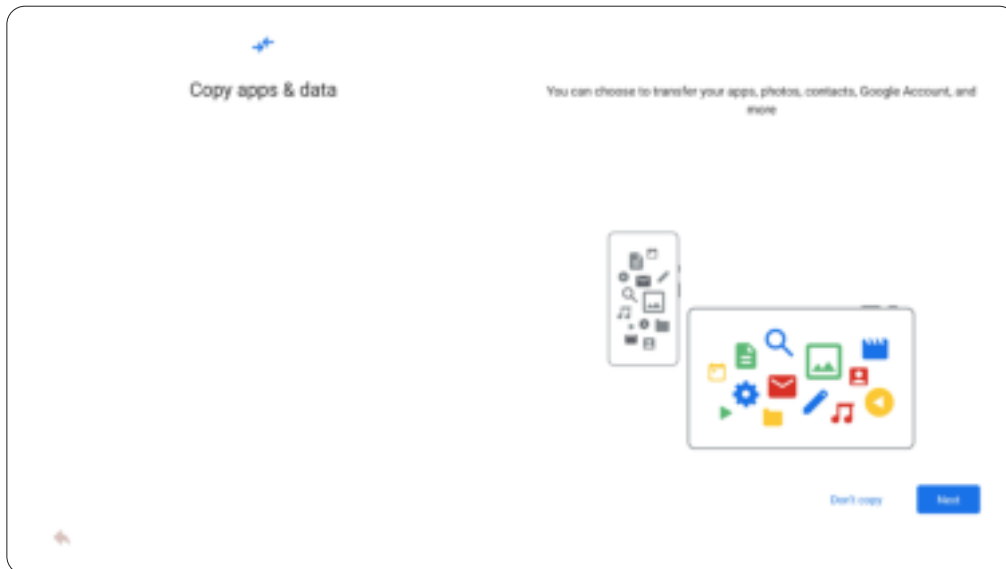 Copy apps & data
You can choose to transfer your apps, photos, contacts, Google Account, and
more
Don't copy
Next